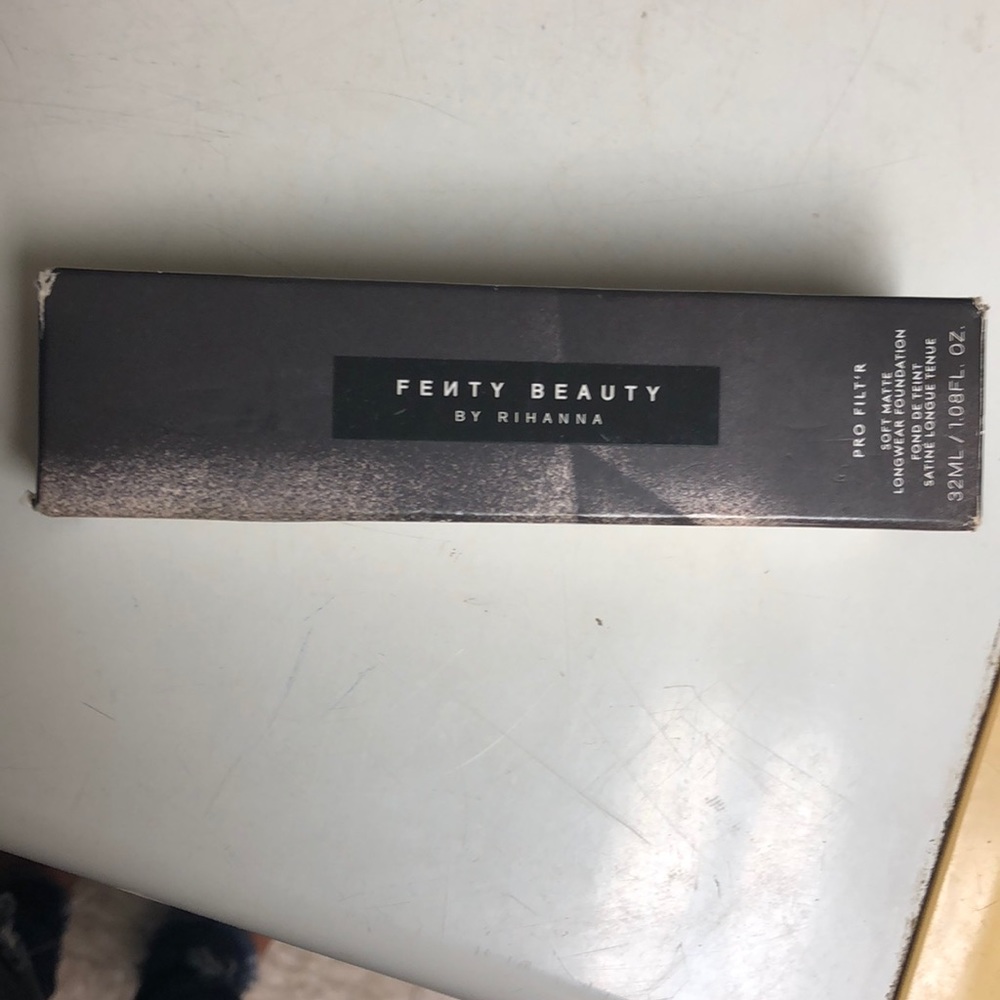 FEИTY BEAUTY
BY RIHANNA
PRO FILT'R
SOFT MATTE
LONGWEAR FOUNDATION
FOND DE TEINT
SATINÉ LONGUE TENUE
32ML / 1.08FL. OZ.